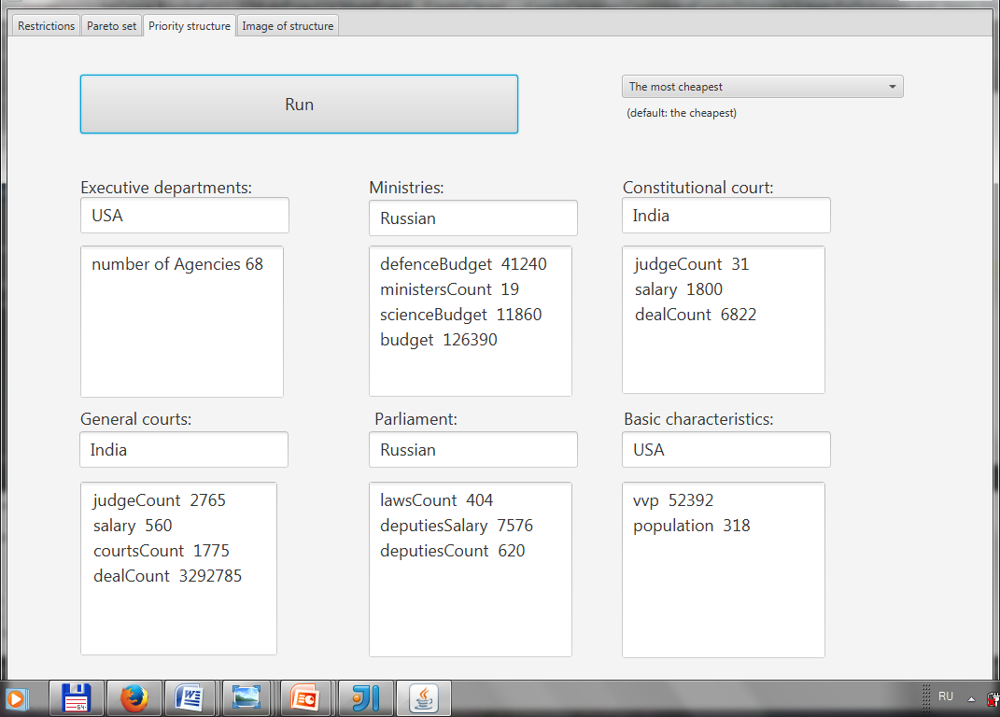 Restrictions Pareto set Priority structure Image of structure
Run
The most cheapest
(default: the cheapest)
Executive departments:
USA
number of Agencies 68
Ministries:
Russian
defenceBudget 41240
ministersCount 19
scienceBudget 11860
budget 126390
Constitutional court:
India
judgeCount 31
salary 1800
dealCount 6822
General courts:
India
judgeCount 2765
salary 560
courtsCount 1775
dealCount 3292785
Parliament:
Russian
lawsCount 404
deputiesSalary 7576
deputiesCount 620
Basic characteristics:
USA
vvp 52392
population 318
64
RU